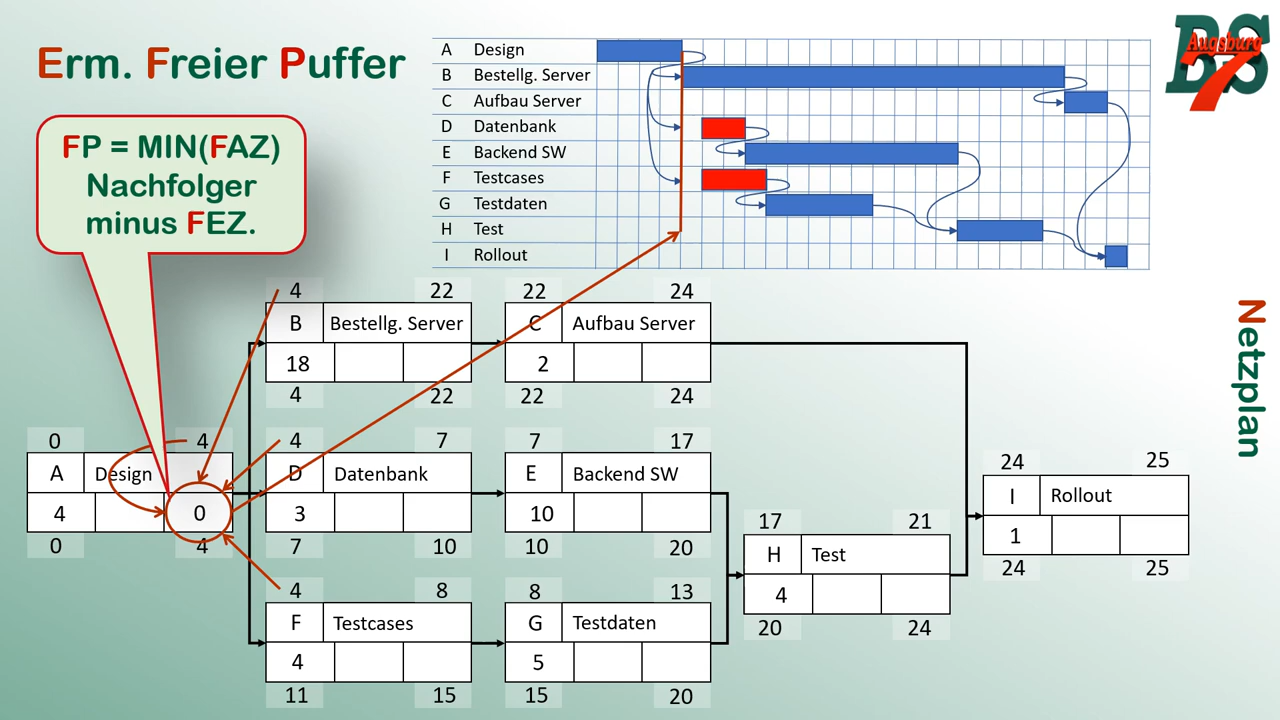 Erm. Freier Puffer
FP = MIN(FAZ)
Nachfolger
minus FEZ.
A Design
B Bestellg. Server
C Aufbau Server
D Datenbank
E Backend SW
F Testcases
G Testdaten
H Test
I Rollout
BS
Augsburg
7
Netzplan
4 22
B Bestellg. Server
18
4 22
22 24
C Aufbau Server
2
22 24
0 4
A Design
4 0
0 4
4 7
D Datenbank
3
7 10
7 17
E Backend SW
10
10 20
4 8
F Testcases
4
11 15
8 13
G Testdaten
5
15 20
17 21
H Test
4
20 24
24 25
I Rollout
1
24 25